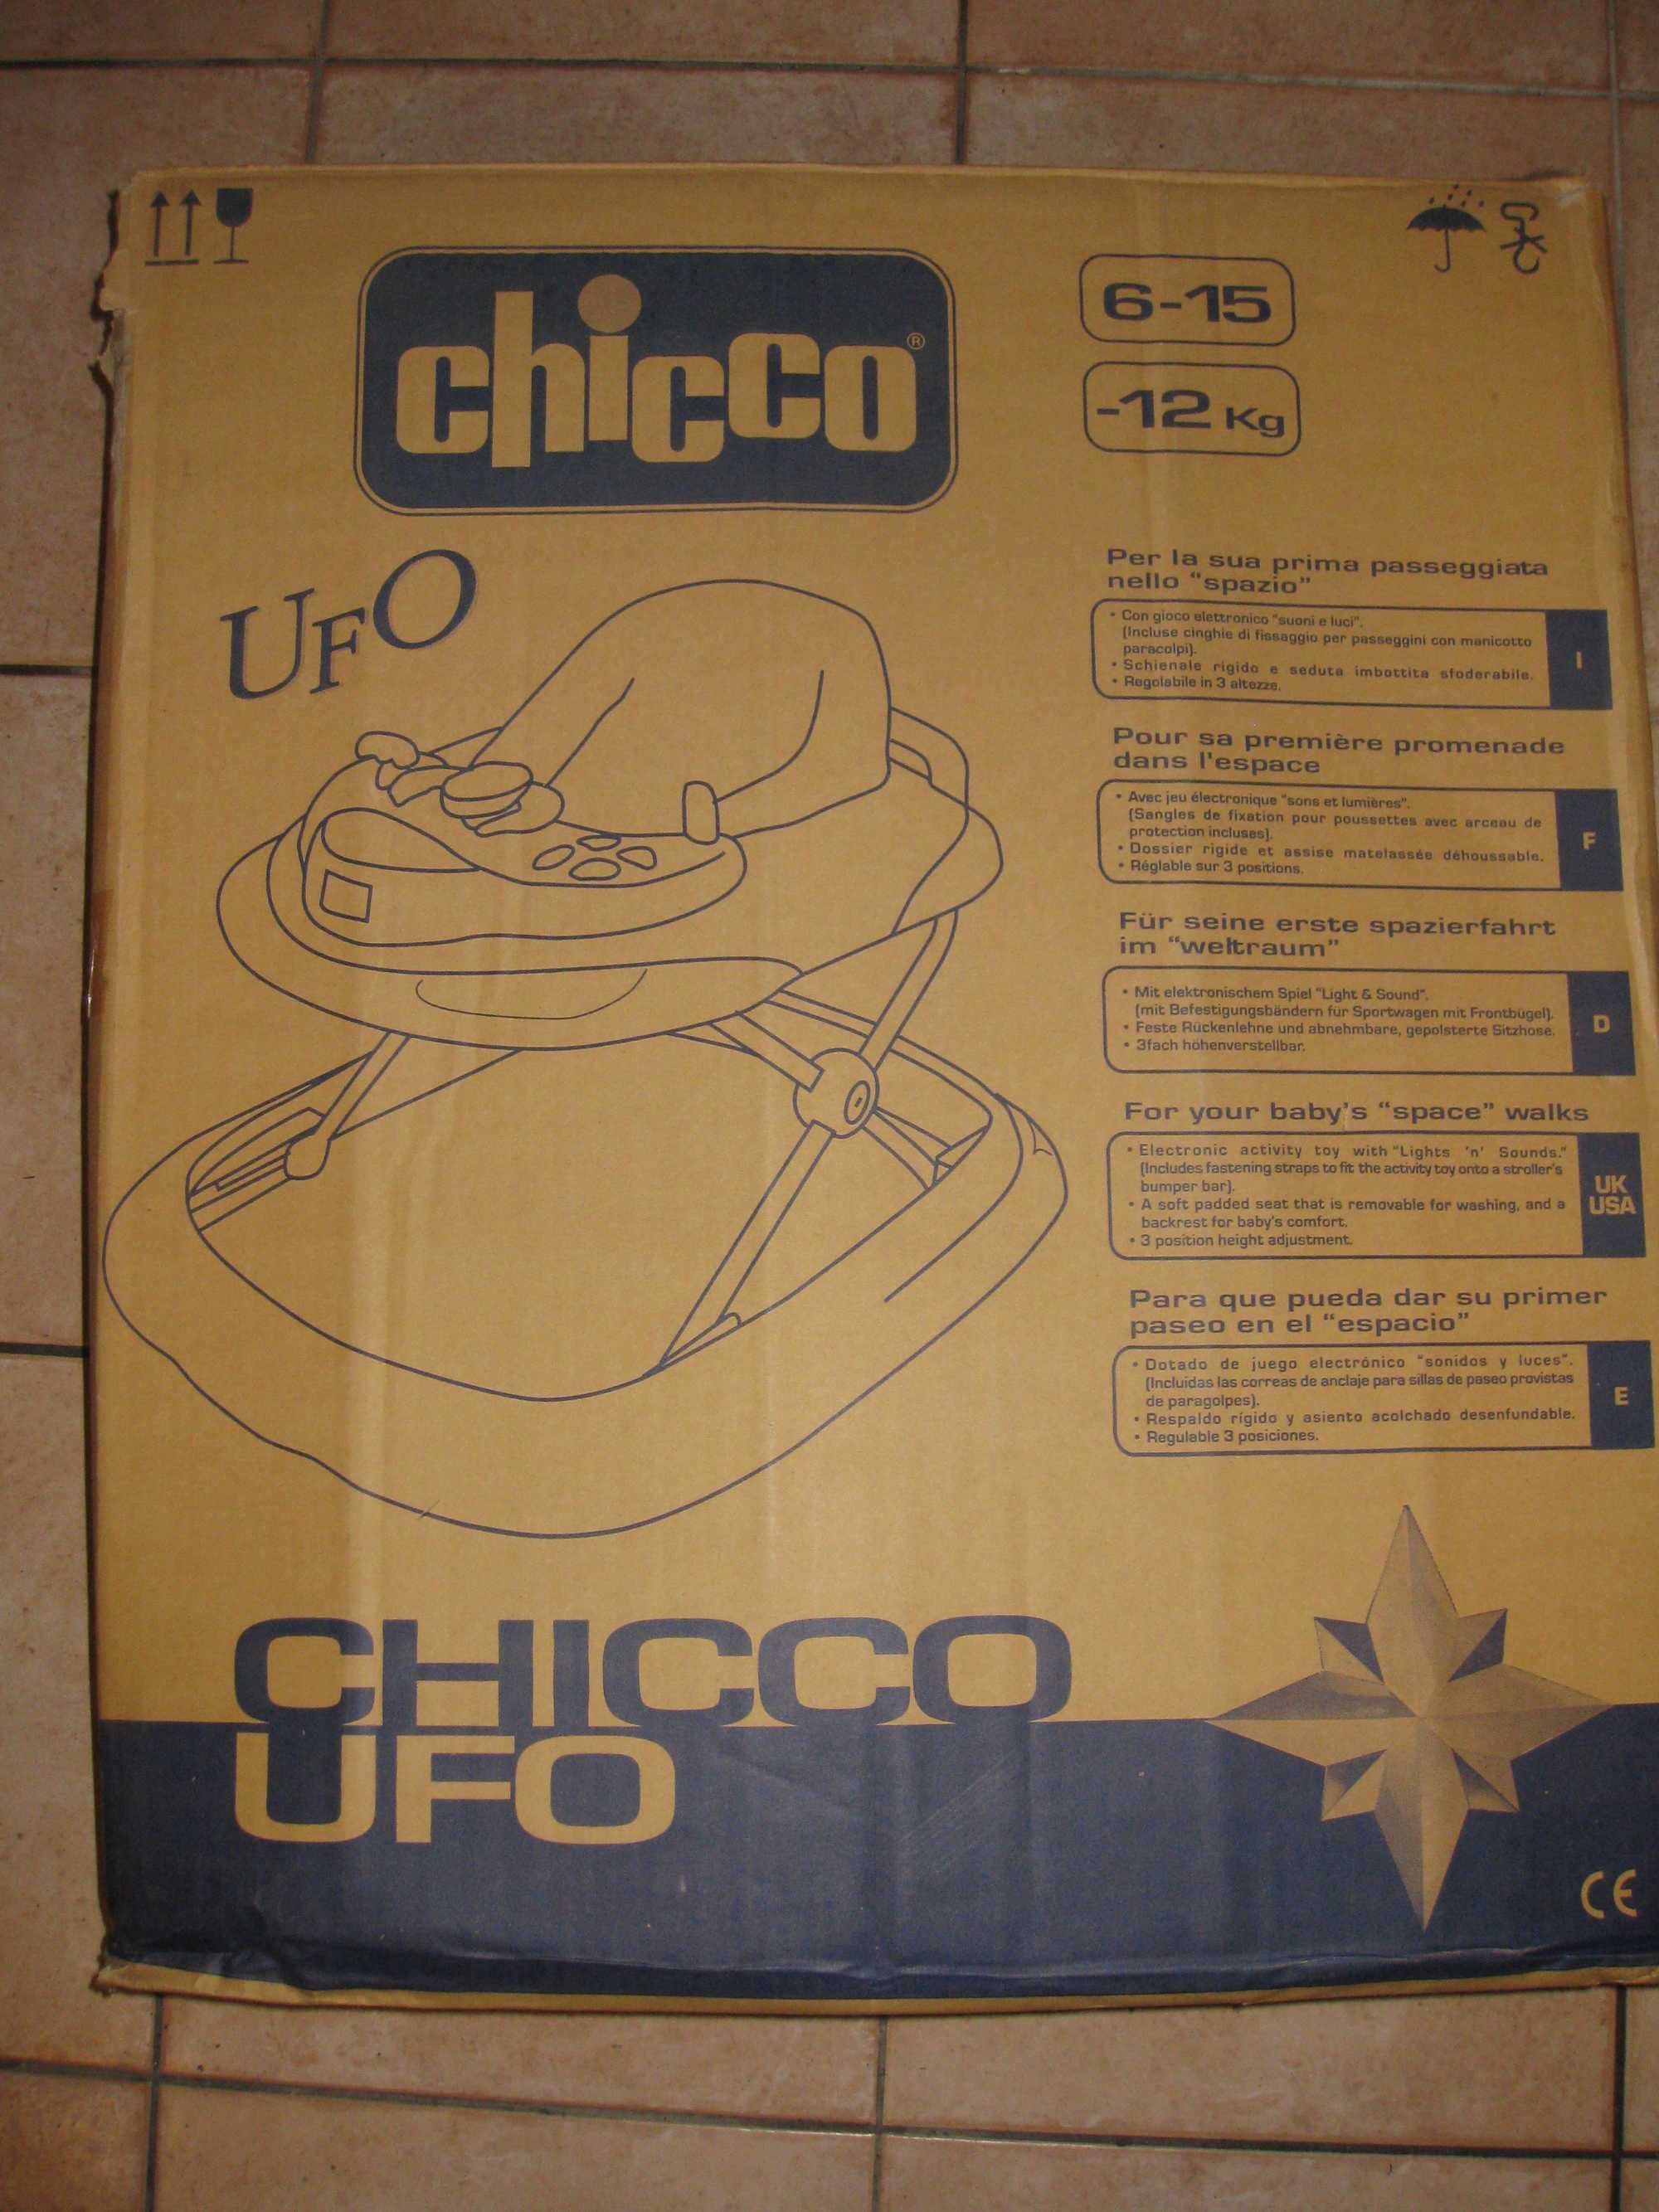 chicco®
6-15
-12 Kg
UFO
Per la sua prima passeggiata
nello "spazio"
• Con gioco elettronico "suoni e luci".
(Incluse cinghie di fissaggio per passeggini con manicotto
paracolpi).
• Schienale rigido e seduta imbottita sfoderabile.
• Regolabile in 3 altezze.
I
Pour sa première promenade
dans l'espace
• Avec jeu électronique "sons et lumières".
(Sangles de fixation pour poussettes avec arceau de
protection incluses).
• Dossier rigide et assise matelassée déhoussable.
• Réglable sur 3 positions.
F
Für seine erste spazierfahrt
im "weltraum"
• Mit elektronischem Spiel "Light & Sound".
(mit Befestigungsbändern für Sportwagen mit Frontbügel).
• Feste Rückenlehne und abnehmbare, gepolsterte Sitzhose.
• 3fach höhenverstellbar.
D
For your baby's "space" walks
• Electronic activity toy with "Lights 'n' Sounds."
(Includes fastening straps to fit the activity toy onto a stroller's
bumper bar).
• A soft padded seat that is removable for washing, and a
backrest for baby's comfort.
• 3 position height adjustment.
UK
USA
Para que pueda dar su primer
paseo en el "espacio"
• Dotado de juego electrónico "sonidos y luces".
(Incluidas las correas de anclaje para sillas de paseo provistas
de paragolpes).
• Respaldo rígido y asiento acolchado desenfundable.
• Regulable 3 posiciones.
E
CHICCO
UFO
CE